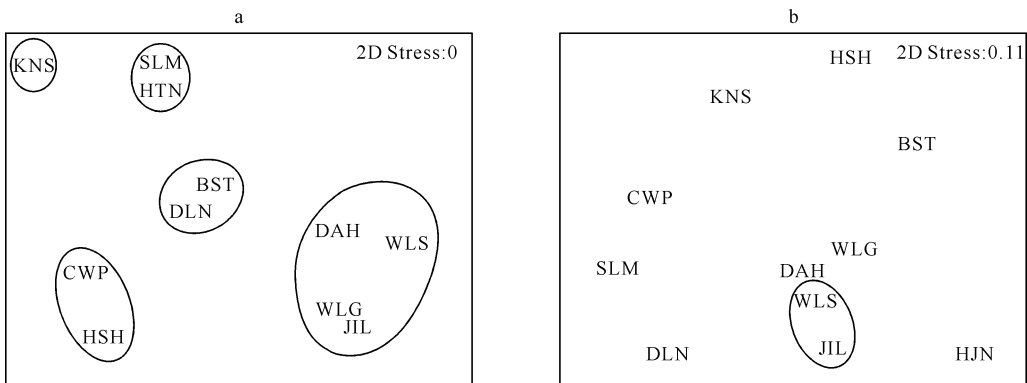 a
2D Stress:0
KNS
SLM
HTN
BST
DLN
DAH
WLS
CWP
WLG
JIL
HSH
b
HSH
2D Stress:0.11
KNS
BST
CWP
WLG
SLM
DAH
WLS
JIL
DLN
HJN